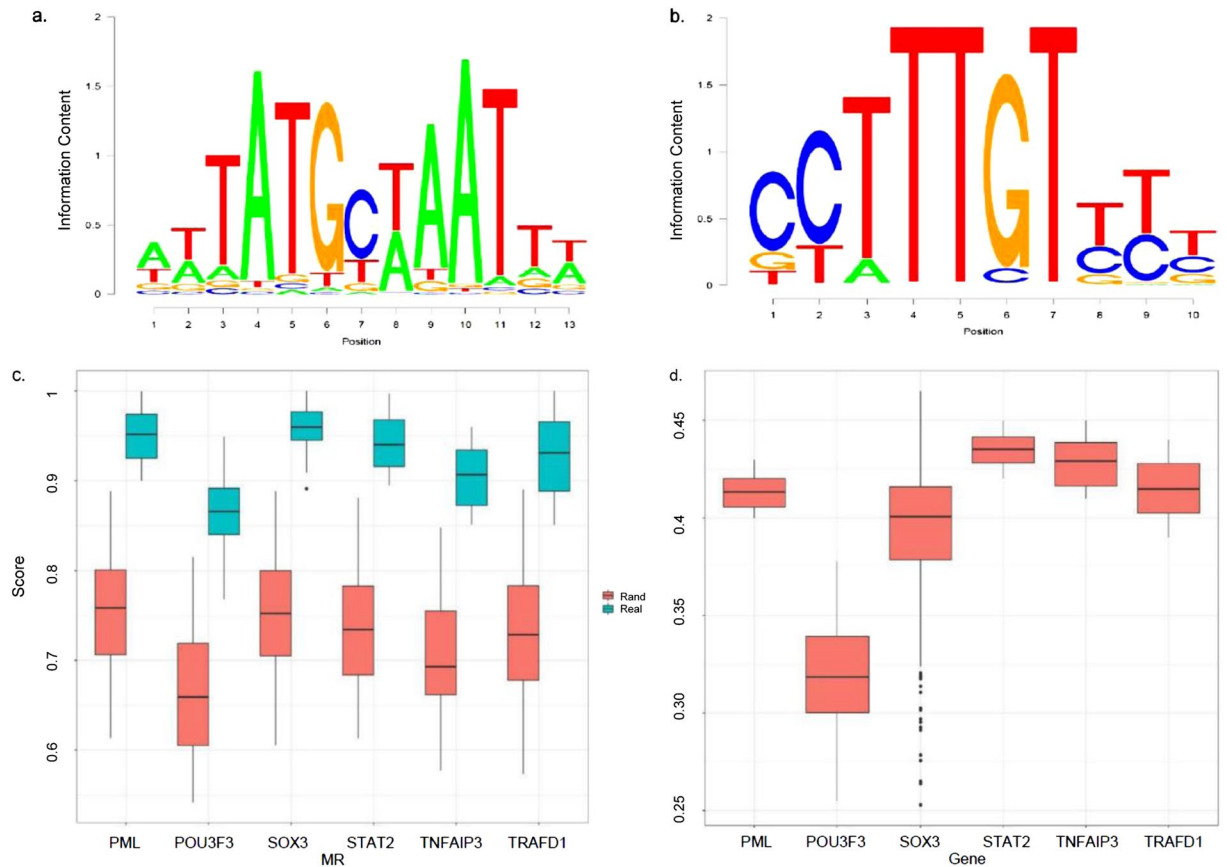 a.
2
1.5
1
0.5
0
Information Content
1 2 3 4 5 6 7 8 9 10 11 12 13
Position
b.
2
1.5
1
0.5
0
Information Content
1 2 3 4 5 6 7 8 9 10
Position
c.
1
0.9
0.8
0.7
0.6
Score
PML POU3F3 SOX3 STAT2 TNFAIP3 TRAFD1
MR
Rand
Real
d.
0.45
0.4
0.35
0.30
0.25
PML POU3F3 SOX3 STAT2 TNFAIP3 TRAFD1
Gene